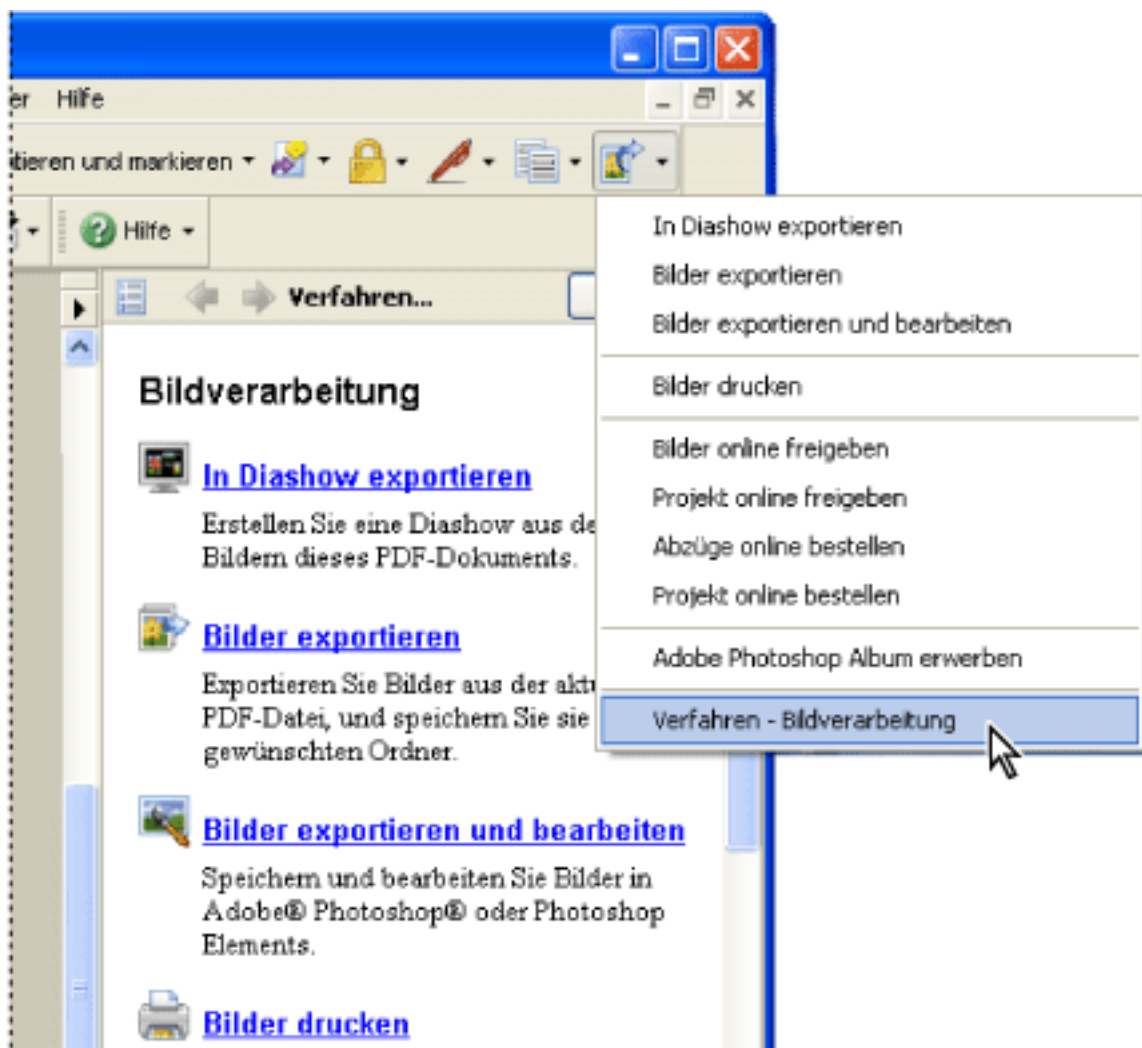 er Hilfe
tieren und markieren
Hilfe
Verfahren...
Bildverarbeitung
In Diashow exportieren
Erstellen Sie eine Diashow aus de
Bildern dieses PDF-Dokuments.
Bilder exportieren
Exportieren Sie Bilder aus der akt
PDF-Datei, und speichern Sie sie
gewünschten Ordner.
Bilder exportieren und bearbeiten
Speichern und bearbeiten Sie Bilder in
Adobe® Photoshop® oder Photoshop
Elements.
Bilder drucken
In Diashow exportieren
Bilder exportieren
Bilder exportieren und bearbeiten
Bilder drucken
Bilder online freigeben
Projekt online freigeben
Abzüge online bestellen
Projekt online bestellen
Adobe Photoshop Album erwerben
Verfahren - Bildverarbeitung